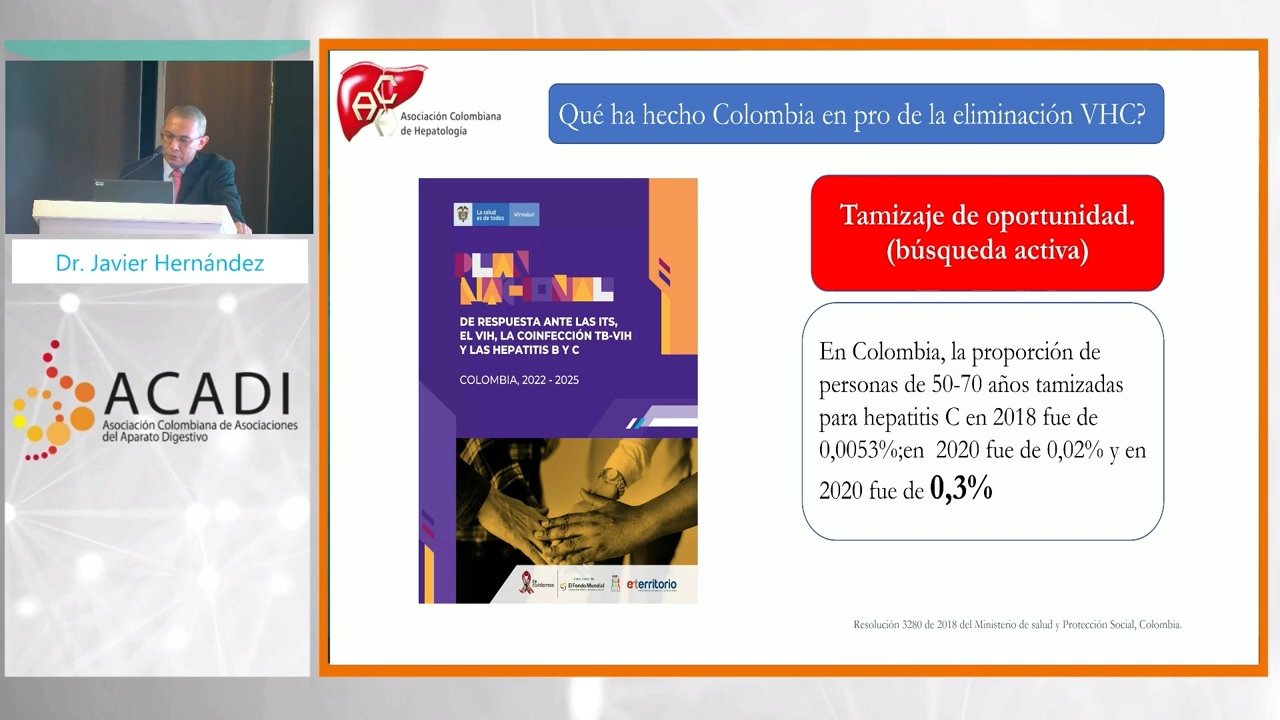 Dr. Javier Hernández
ACADI
Asociación Colombiana de Asociaciones
del Aparato Digestivo
ACH
Asociación Colombiana
de Hepatología
Qué ha hecho Colombia en pro de la eliminación VHC?
La salud
es de todos
Minsalud
PLAN
NACIONAL
DE RESPUESTA ANTE LAS ITS,
EL VIH, LA COINFECCIÓN TB-VIH
Y LAS HEPATITIS B Y C
COLOMBIA, 2022 - 2025
El Fondo Mundial
territorio
Tamizaje de oportunidad.
(búsqueda activa)
En Colombia, la proporción de
personas de 50-70 años tamizadas
para hepatitis C en 2018 fue de
0,0053%;en 2020 fue de 0,02% y en
2020 fue de 0,3%
Resolución 3280 de 2018 del Ministerio de salud y Protección Social, Colombia.